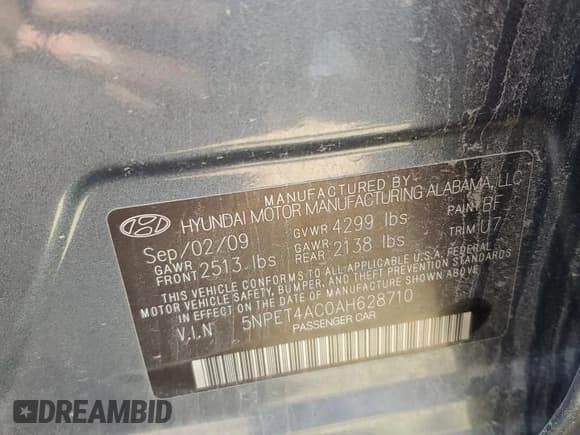 MANUFACTURED BY
HYUNDAI MOTOR MANUFACTURING ALABAMA, LLC
Sep/02/09 GVWR 4299 lbs PAINT BF
GAWR FRONT 2513 lbs GAWR REAR 2138 lbs TRIM U7
THIS VEHICLE CONFORMS TO ALL APPLICABLE U.S.A. FEDERAL
MOTOR VEHICLE SAFETY, BUMPER, AND THEFT PREVENTION
STANDARDS IN EFFECT ON THE DATE OF MANUFACTURE SHOWN ABOVE.
V.I.N 5NPET4AC0AH628710
PASSENGER CAR
DREAMBID